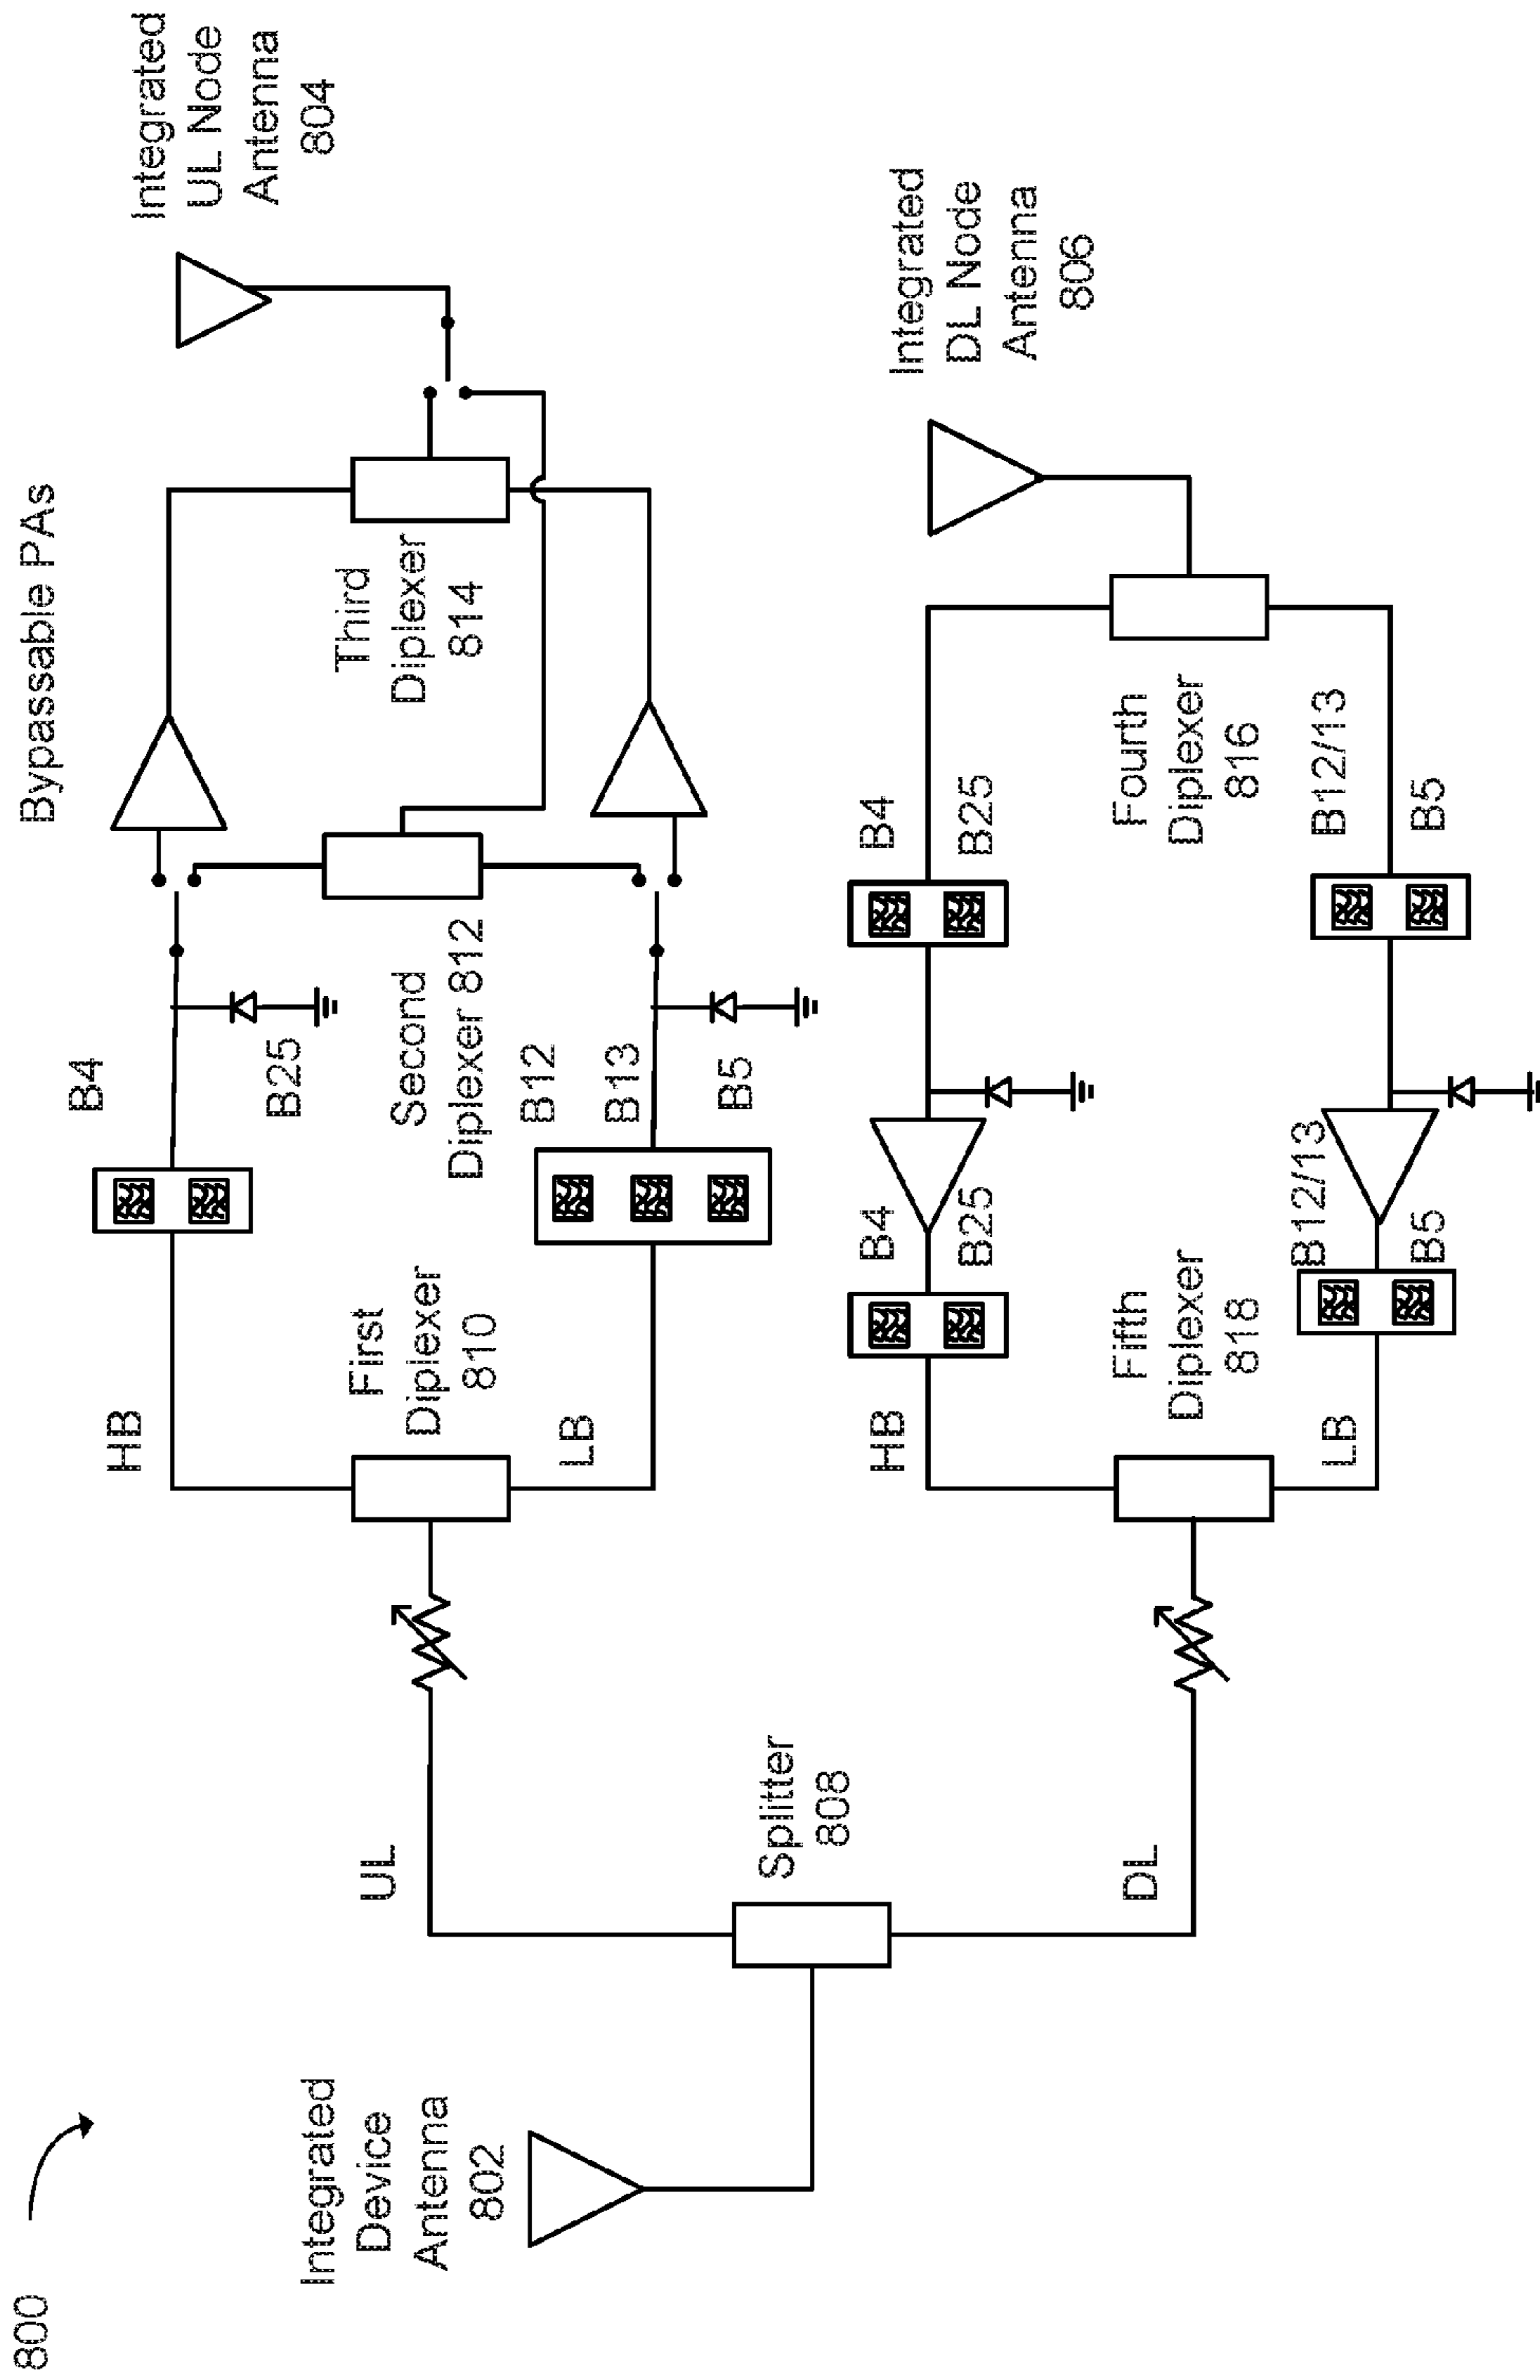 800
Integrated
Device
Antenna
802
Splitter
808
UL
DL
HB
First
Diplexer
810
LB
B4
B25
Second
Diplexer 812
B12
B13
B5
Bypassable PAs
Third
Diplexer
814
Integrated
UL Node
Antenna
804
HB
Fifth
Diplexer
818
LB
B4
B25
B12/13
B5
B4
B25
Fourth
Diplexer
816
B12/13
B5
Integrated
DL Node
Antenna
806